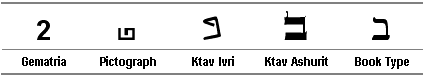 2 ב ב ב
Gematria Pictograph Ktav Ivri Ktav Ashurit Book Type